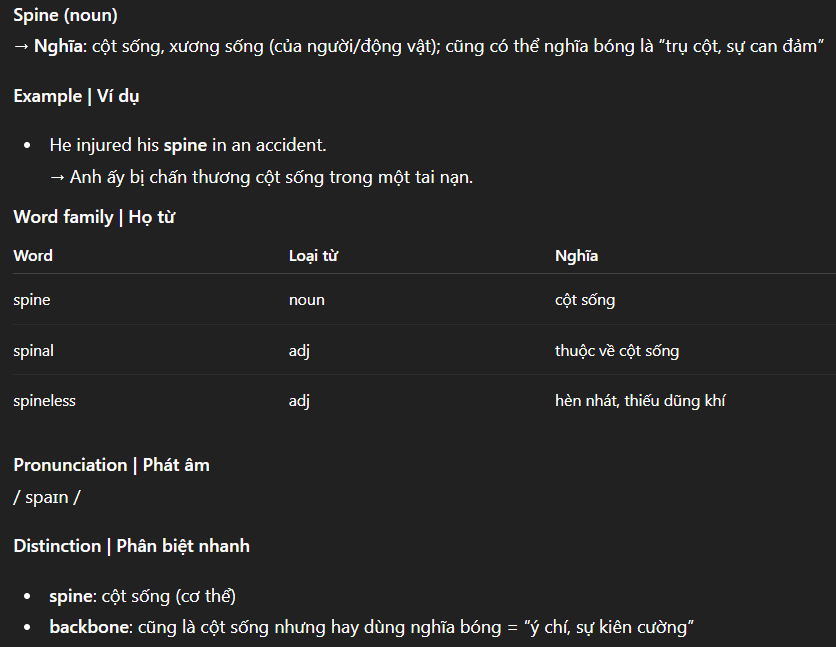 Spine (noun)
→ Nghĩa: cột sống, xương sống (của người/động vật); cũng có thể nghĩa bóng là “trụ cột, sự can đảm”
Example | Ví dụ
• He injured his spine in an accident.
→ Anh ấy bị chấn thương cột sống trong một tai nạn.
Word family | Họ từ
Word Loại từ Nghĩa
spine noun cột sống
spinal adj thuộc về cột sống
spineless adj hèn nhát, thiếu dũng khí
Pronunciation | Phát âm
/ spaɪn /
Distinction | Phân biệt nhanh
• spine: cột sống (cơ thể)
• backbone: cũng là cột sống nhưng hay dùng nghĩa bóng = “ý chí, sự kiên cường”